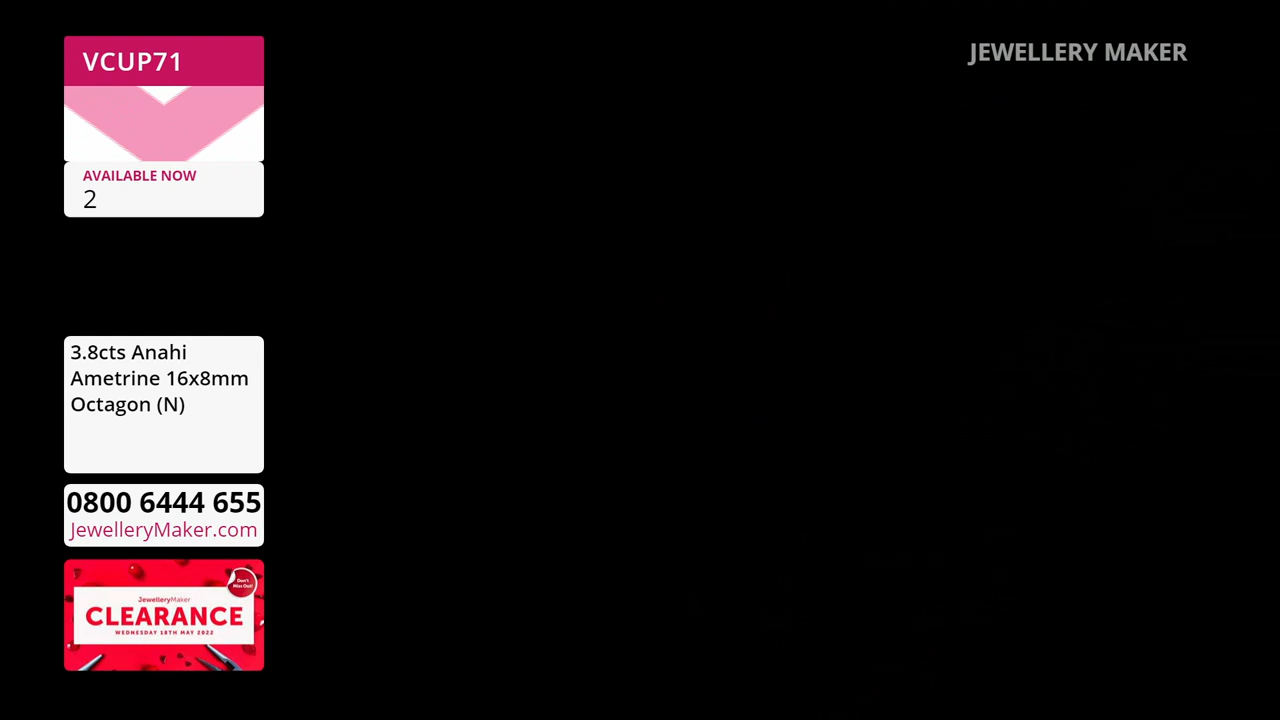 VCUP71
JEWELLERY MAKER
AVAILABLE NOW
2
3.8cts Anahi
Ametrine 16x8mm
Octagon (N)
0800 6444 655
JewelleryMaker.com
Don't
Miss Out!
JewelleryMaker
CLEARANCE
WEDNESDAY 18TH MAY 2022